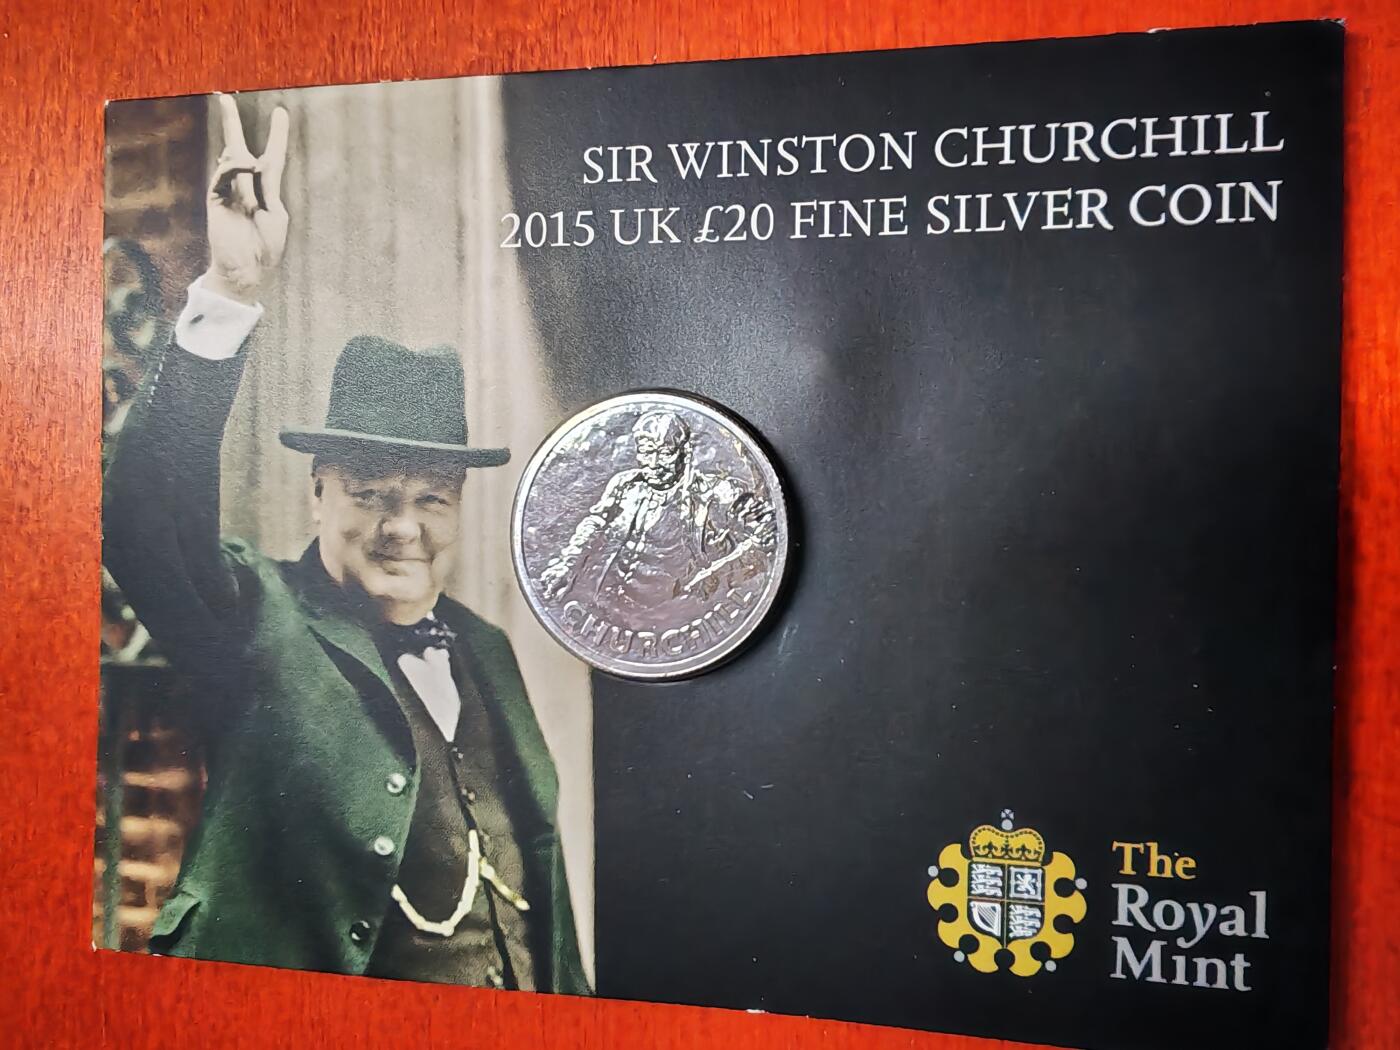 SIR WINSTON CHURCHILL
2015 UK £20 FINE SILVER COIN
CHURCHILL
The
Royal
Mint